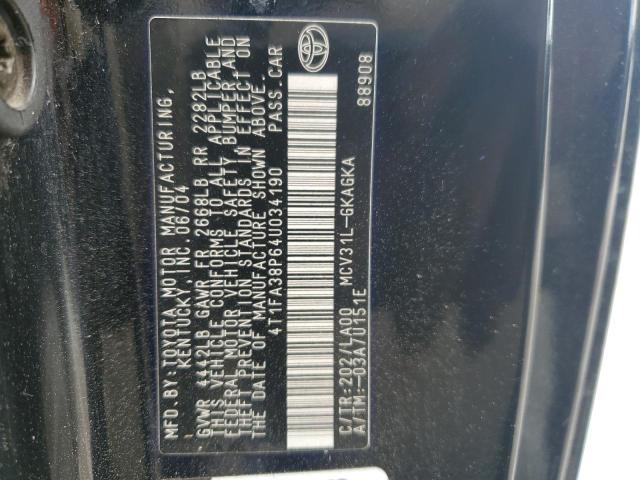 MFD. BY: TOYOTA MOTOR MANUFACTURING,
KENTUCKY, INC. 06/04
GVWR 4442LB GAWR FR 2668LB RR 2282LB
THIS VEHICLE CONFORMS TO ALL APPLICABLE
FEDERAL MOTOR VEHICLE SAFETY, BUMPER, AND
THEFT PREVENTION STANDARDS IN EFFECT ON
THE DATE OF MANUFACTURE SHOWN ABOVE.
4T1FA38P64U034190 PASS.CAR
C/TR:202/LA00 MCV31L-GKAGKA
A/TM:-03A/U151E 88908